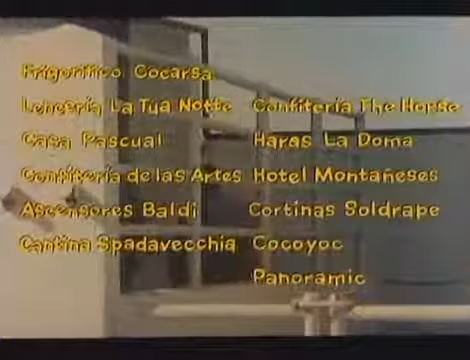 Frigorífico Cocarsa
Lencería La Tua Notte
Casa Pascual
Confitería de las Artes
Ascensores Baldi
Cantina Spadavecchia
Confitería The Horse
Haras La Doma
Hotel Montañeses
Cortinas Soldrape
Cocoyoc
Panoramic